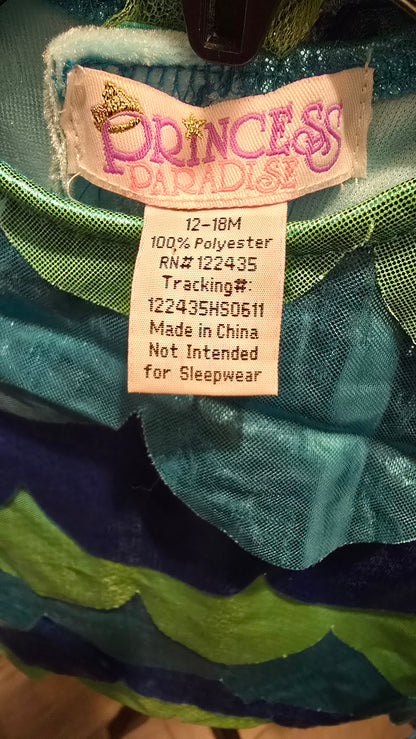 PRINCESS
PARADISE
12-18M
100% Polyester
RN# 122435
Tracking#:
122435HS0611
Made in China
Not Intended
for Sleepwear